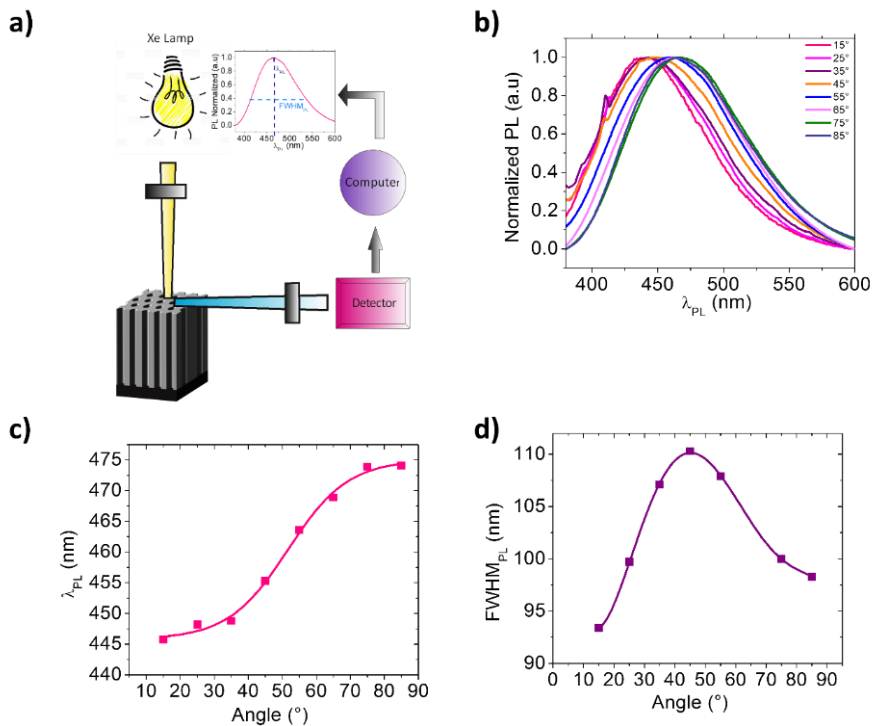 a)
Xe Lamp
PL Normalized (a.u)
1.0
0.8
0.6
0.4
0.2
0.0
λPL
FWHMPL
400 450 500 550 600
λPL (nm)
Computer
Detector
b)
Normalized PL (a.u)
1.0
0.8
0.6
0.4
0.2
0.0
15°
25°
35°
45°
55°
65°
75°
85°
400 450 500 550 600
λPL (nm)
c)
λPL (nm)
475
470
465
460
455
450
445
440
10 20 30 40 50 60 70 80 90
Angle (°)
d)
FWHMPL (nm)
110
105
100
95
90
0 10 20 30 40 50 60 70 80 90
Angle (°)